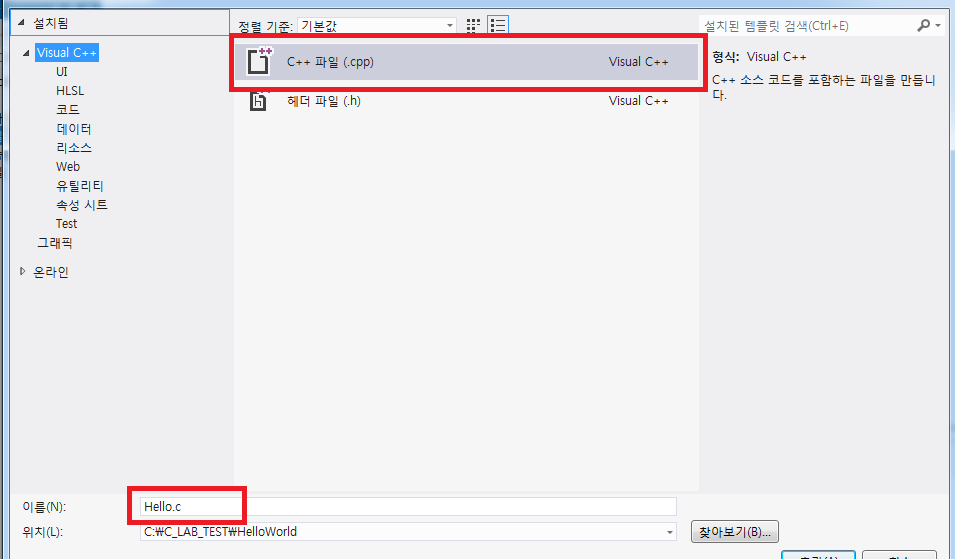 설치됨
정렬 기준: 기본값
설치된 템플릿 검색(Ctrl+E)
Visual C++
UI
HLSL
코드
데이터
리소스
Web
유틸리티
속성 시트
Test
그래픽
온라인
C++ 파일 (.cpp) Visual C++
헤더 파일 (.h) Visual C++
형식: Visual C++
C++ 소스 코드를 포함하는 파일을 만듭니
다.
이름(N): Hello.c
위치(L): C:₩C_LAB_TEST₩HelloWorld
찾아보기(B)...